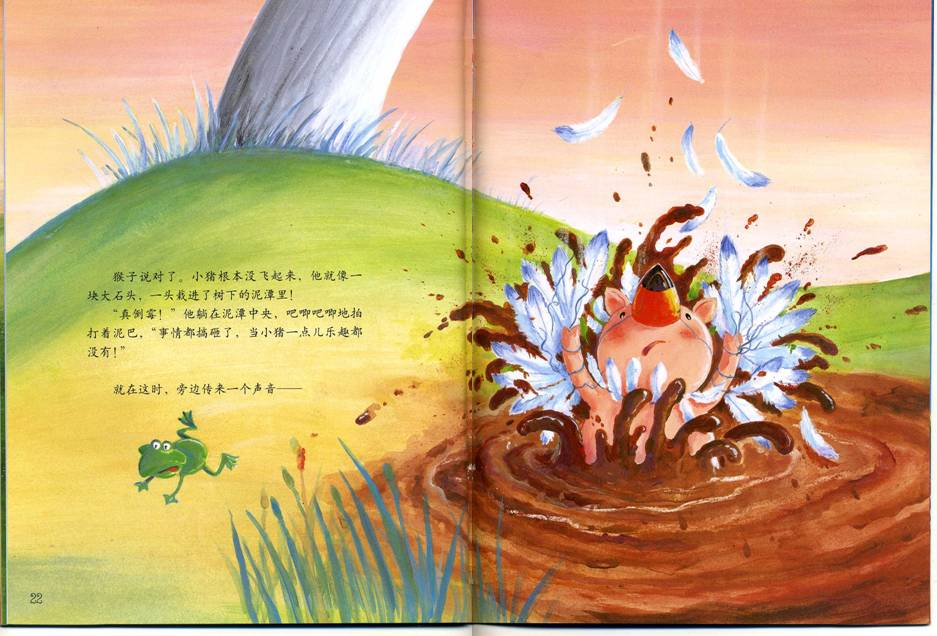 猴子说对了。小猪根本没飞起来，他就像一
块大石头，一头栽进了树下的泥潭里！
“真倒霉！”他躺在泥潭中央，吧唧吧唧地拍
打着泥巴，“事情都搞砸了，当小猪一点儿乐趣都
没有！”
就在这时，旁边传来一个声音——
22